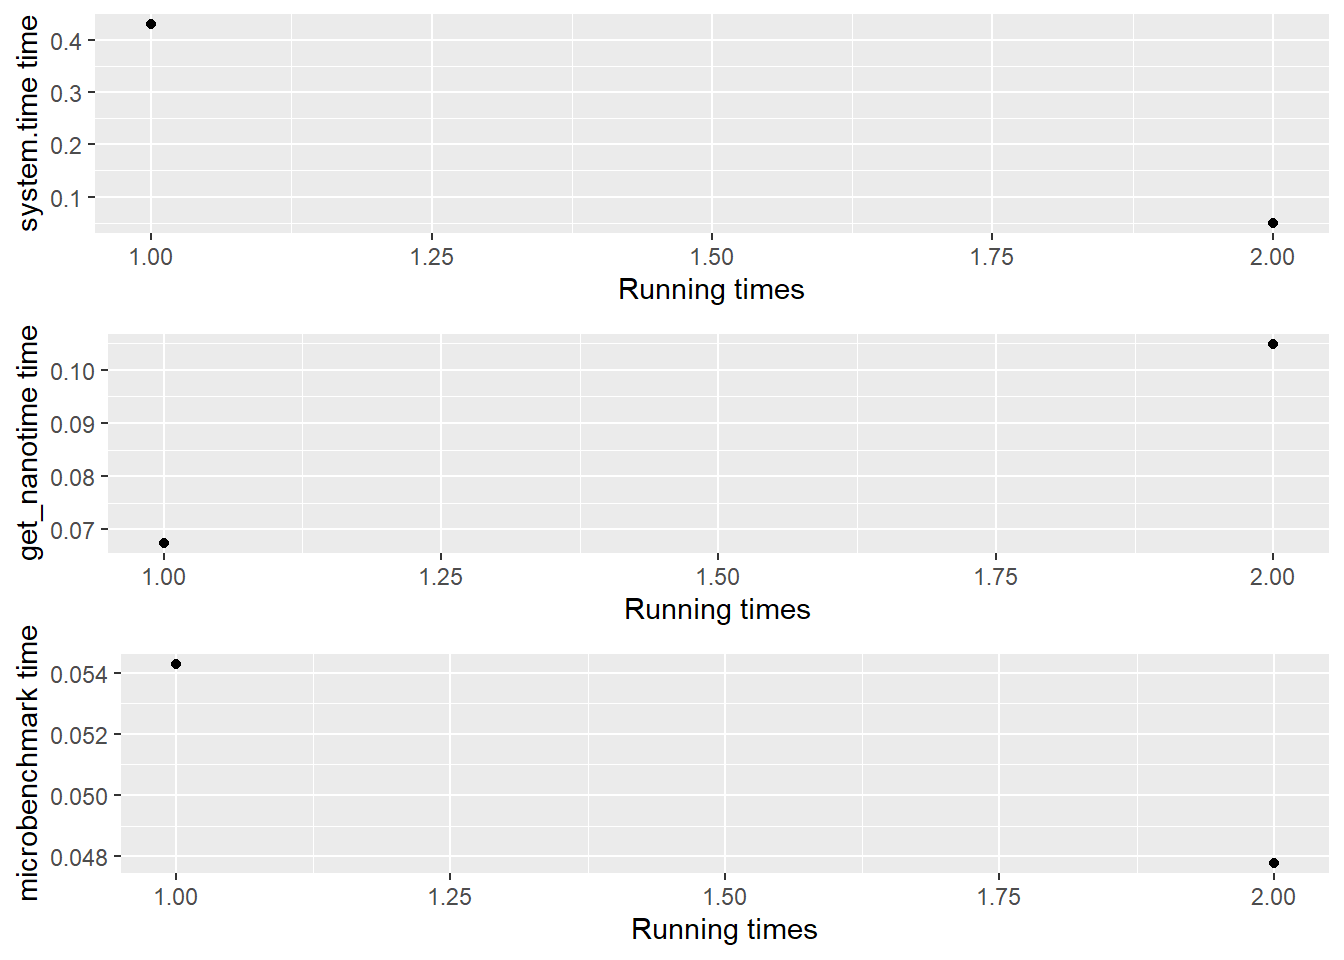 system.time time
0.4
0.3
0.2
0.1
1.00 1.25 1.50 1.75 2.00
Running times
get_nanotime time
0.10
0.09
0.08
0.07
1.00 1.25 1.50 1.75 2.00
Running times
microbenchmark time
0.054
0.052
0.050
0.048
1.00 1.25 1.50 1.75 2.00
Running times